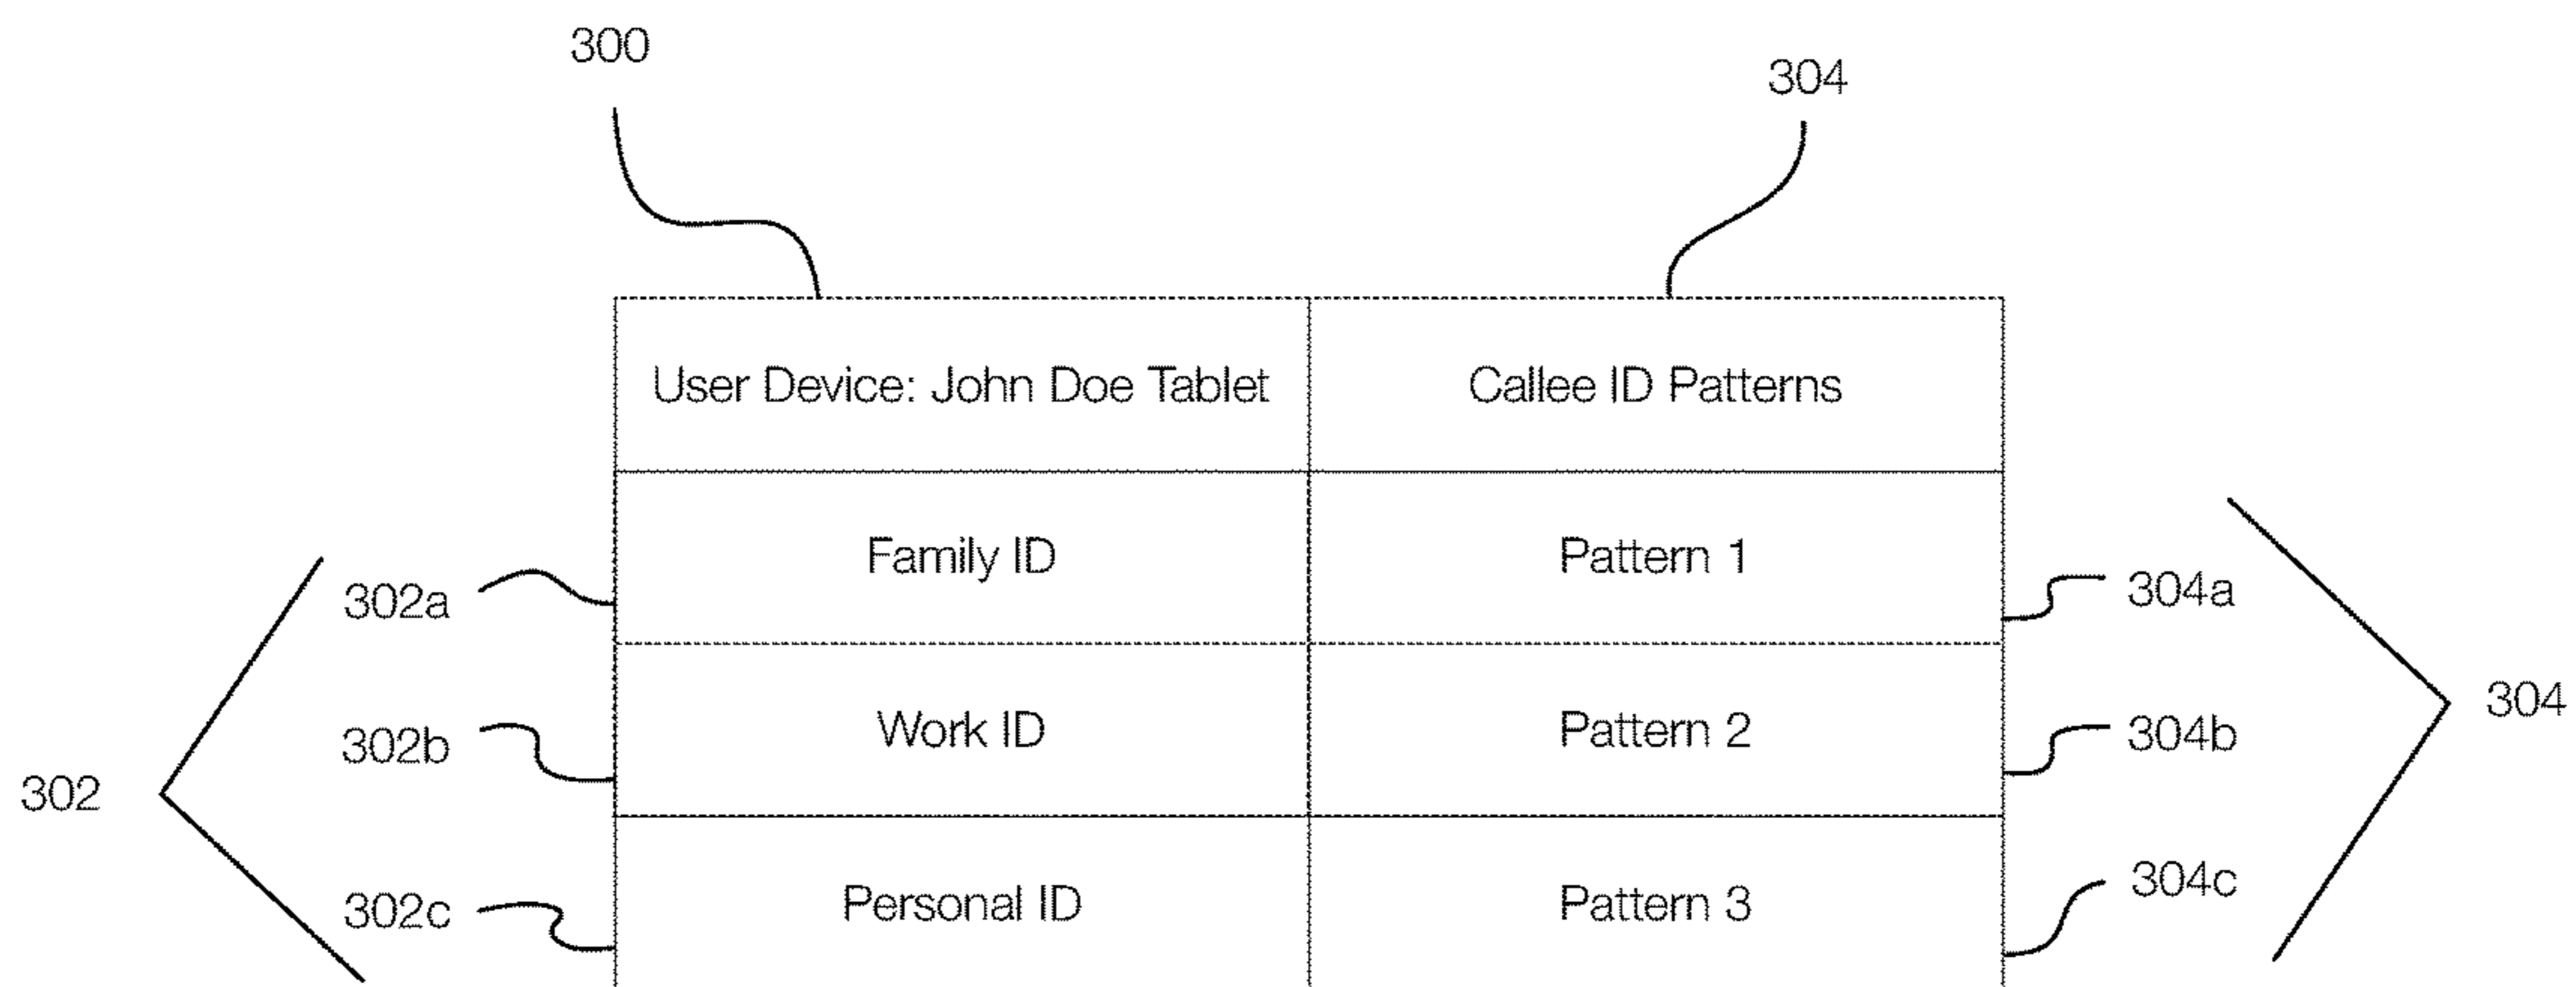 300
304
User Device: John Doe Tablet
Callee ID Patterns
Family ID
Pattern 1
302a
304a
Work ID
Pattern 2
302b
304b
302
304
Personal ID
Pattern 3
302c
304c